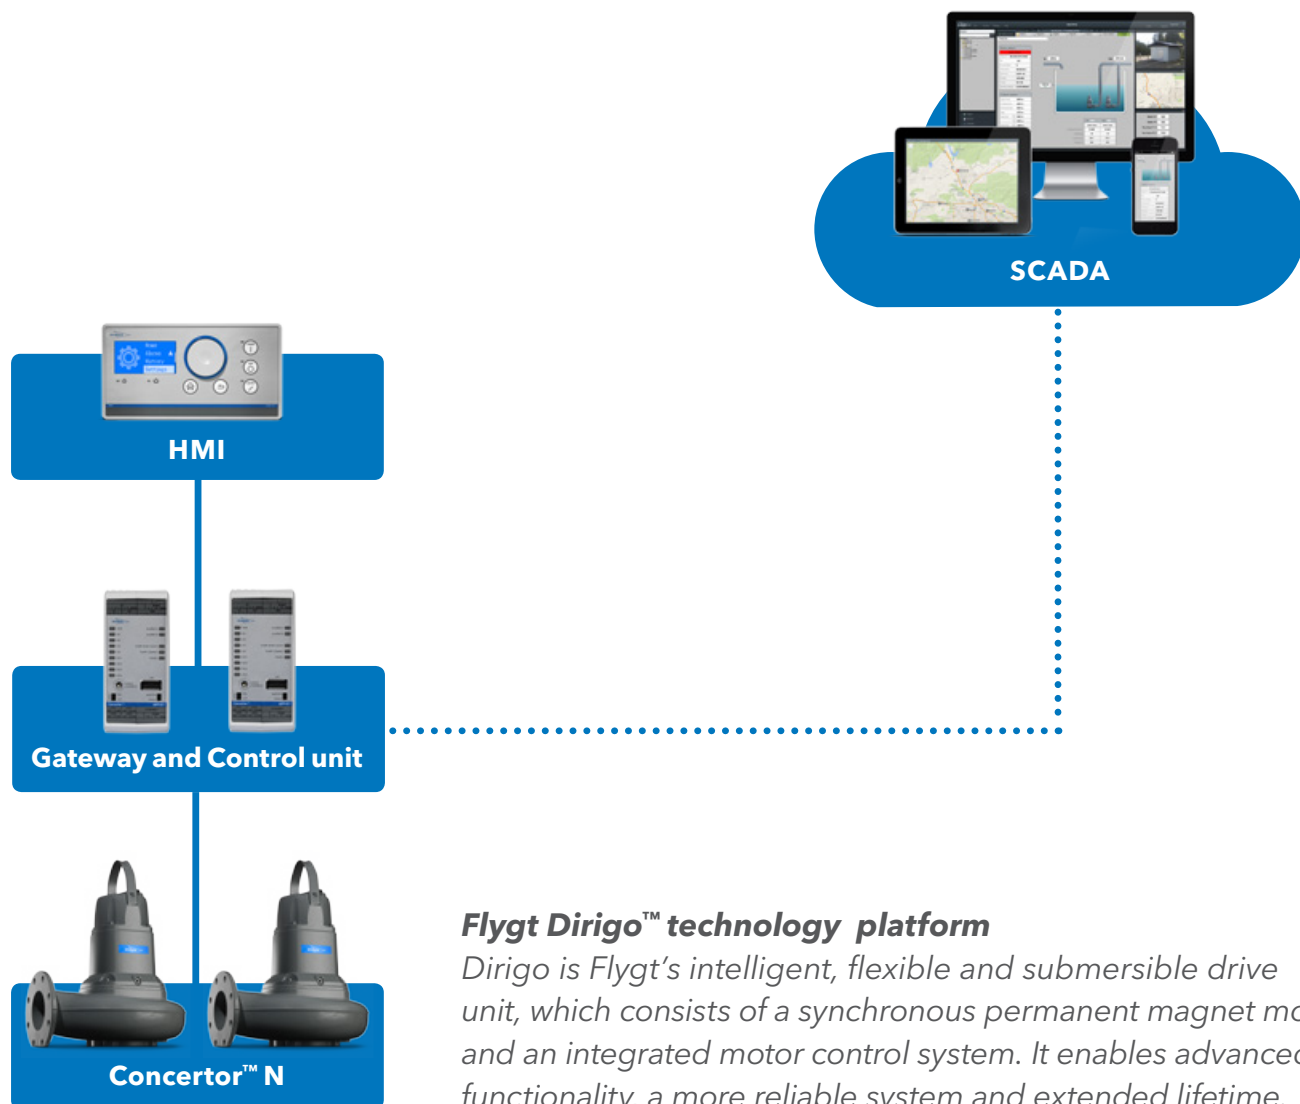 SCADA
HMI
Gateway and Control unit
Concertor™ N
Flygt Dirigo™ technology platform
Dirigo is Flygt's intelligent, flexible and submersible drive
unit, which consists of a synchronous permanent magnet mo
and an integrated motor control system. It enables advanced
functionality, a more reliable system and extended lifetime.